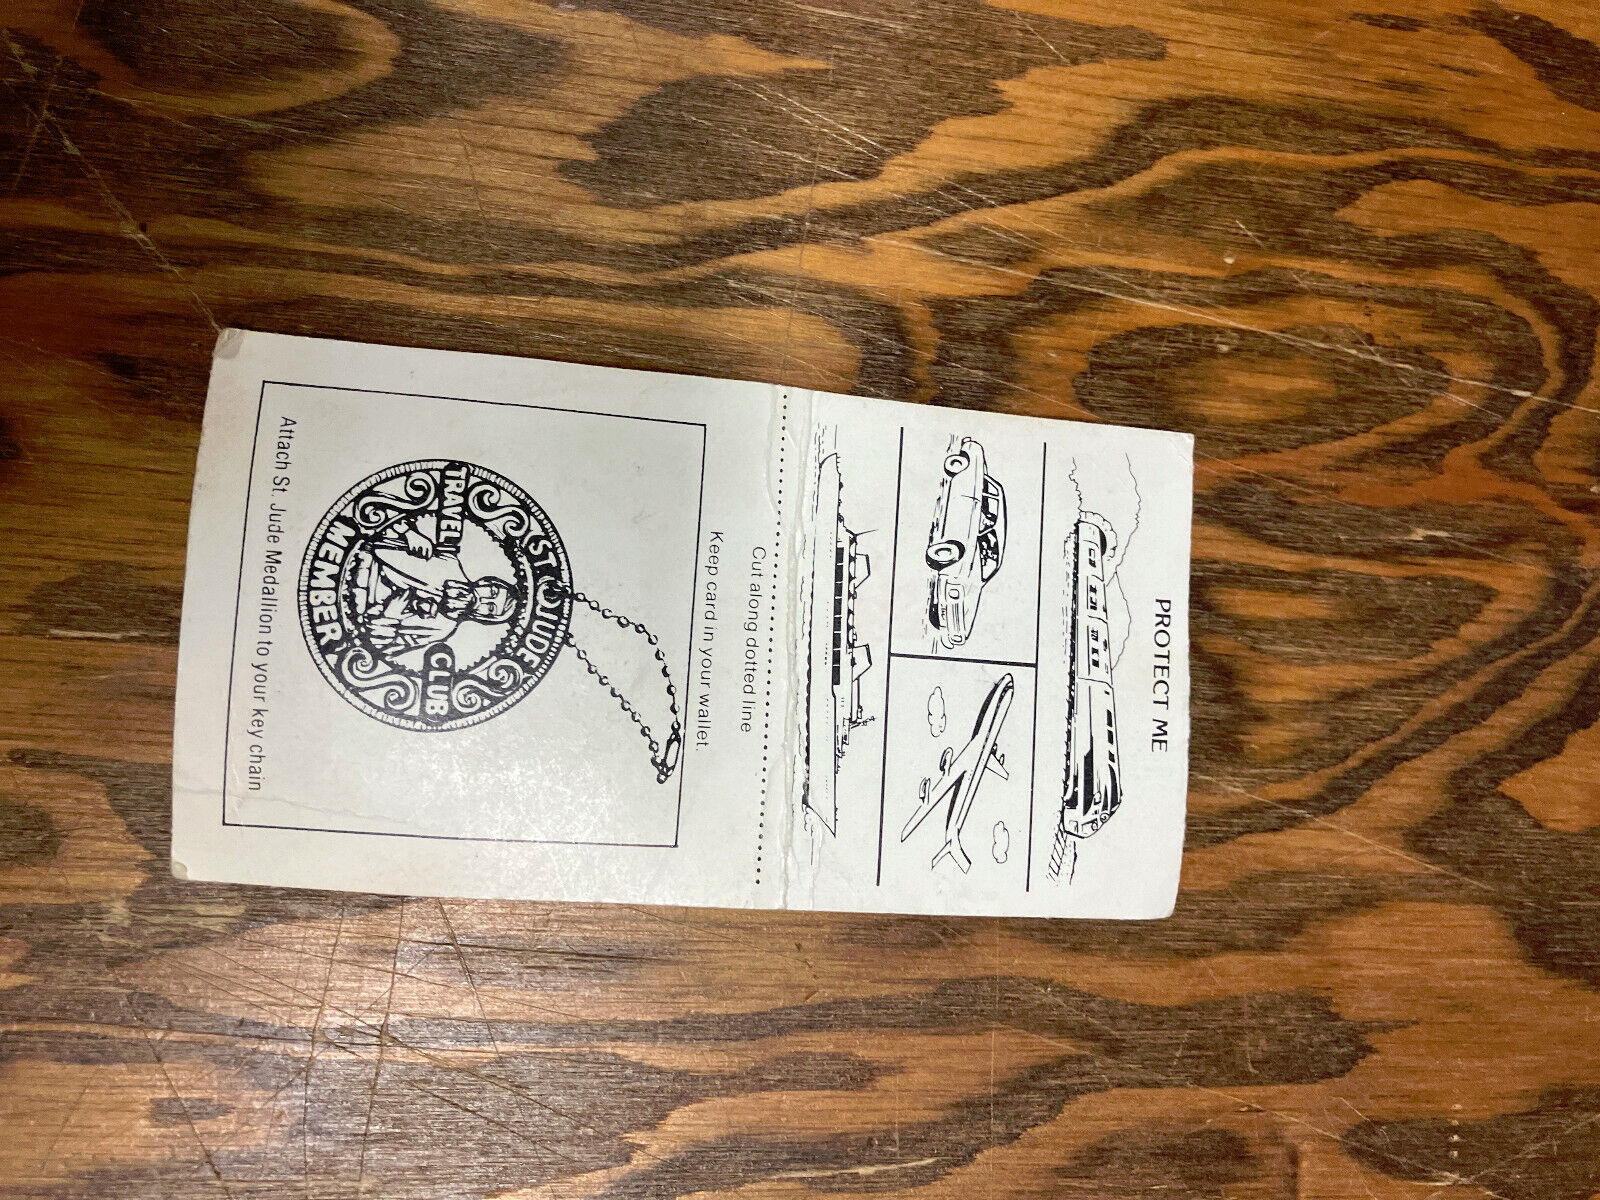 PROTECT ME
Cut along dotted line
Keep card in your wallet.
ST. JUDE
TRAVEL CLUB
MEMBER
Attach St. Jude Medallion to your key chain